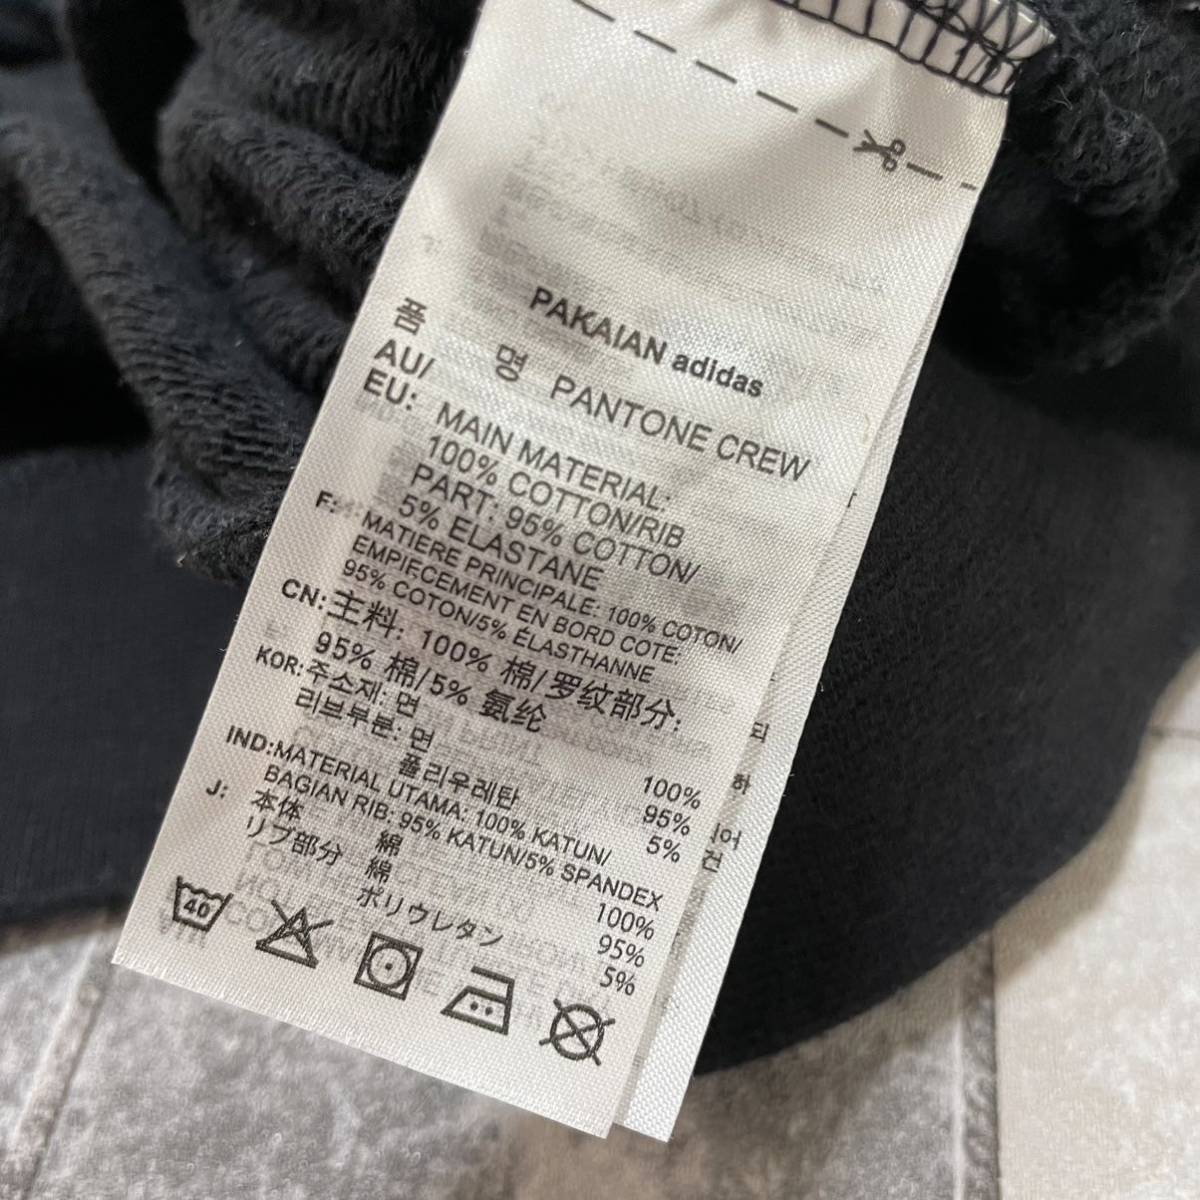 PAKAIAN adidas
품 명 PANTONE CREW
AU/
EU: MAIN MATERIAL:
100% COTTON/RIB
PART: 95% COTTON/
5% ELASTANE
F: MATIÈRE PRINCIPALE: 100% COTON/
EMPIÈCEMENT EN BORD CÔTE:
95% COTON/5% ÉLASTHANNE
CN: 主料: 100% 棉/罗纹部分:
95% 棉/5% 氨纶
KOR: 주소재: 면 100%
리브부분: 면 95%
폴리우레탄 5%
IND: MATERIAL UTAMA: 100% KATUN/
BAGIAN RIB: 95% KATUN/5% SPANDEX
J: 本体 綿 100%
リブ部分 綿 95%
ポリウレタン 5%
40